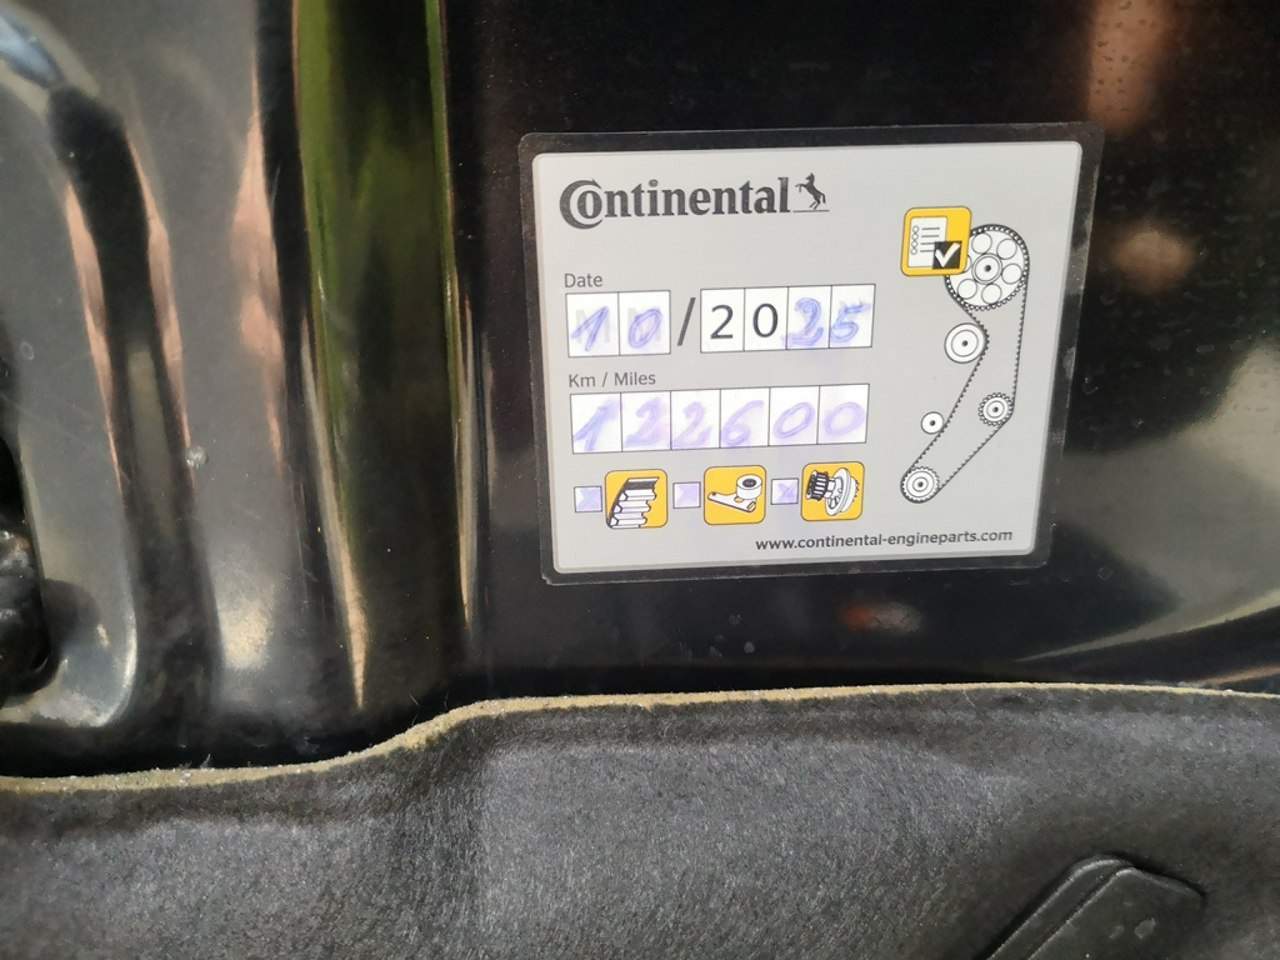 Continental
Date
10/2025
Km / Miles
122600
www.continental-engineparts.com